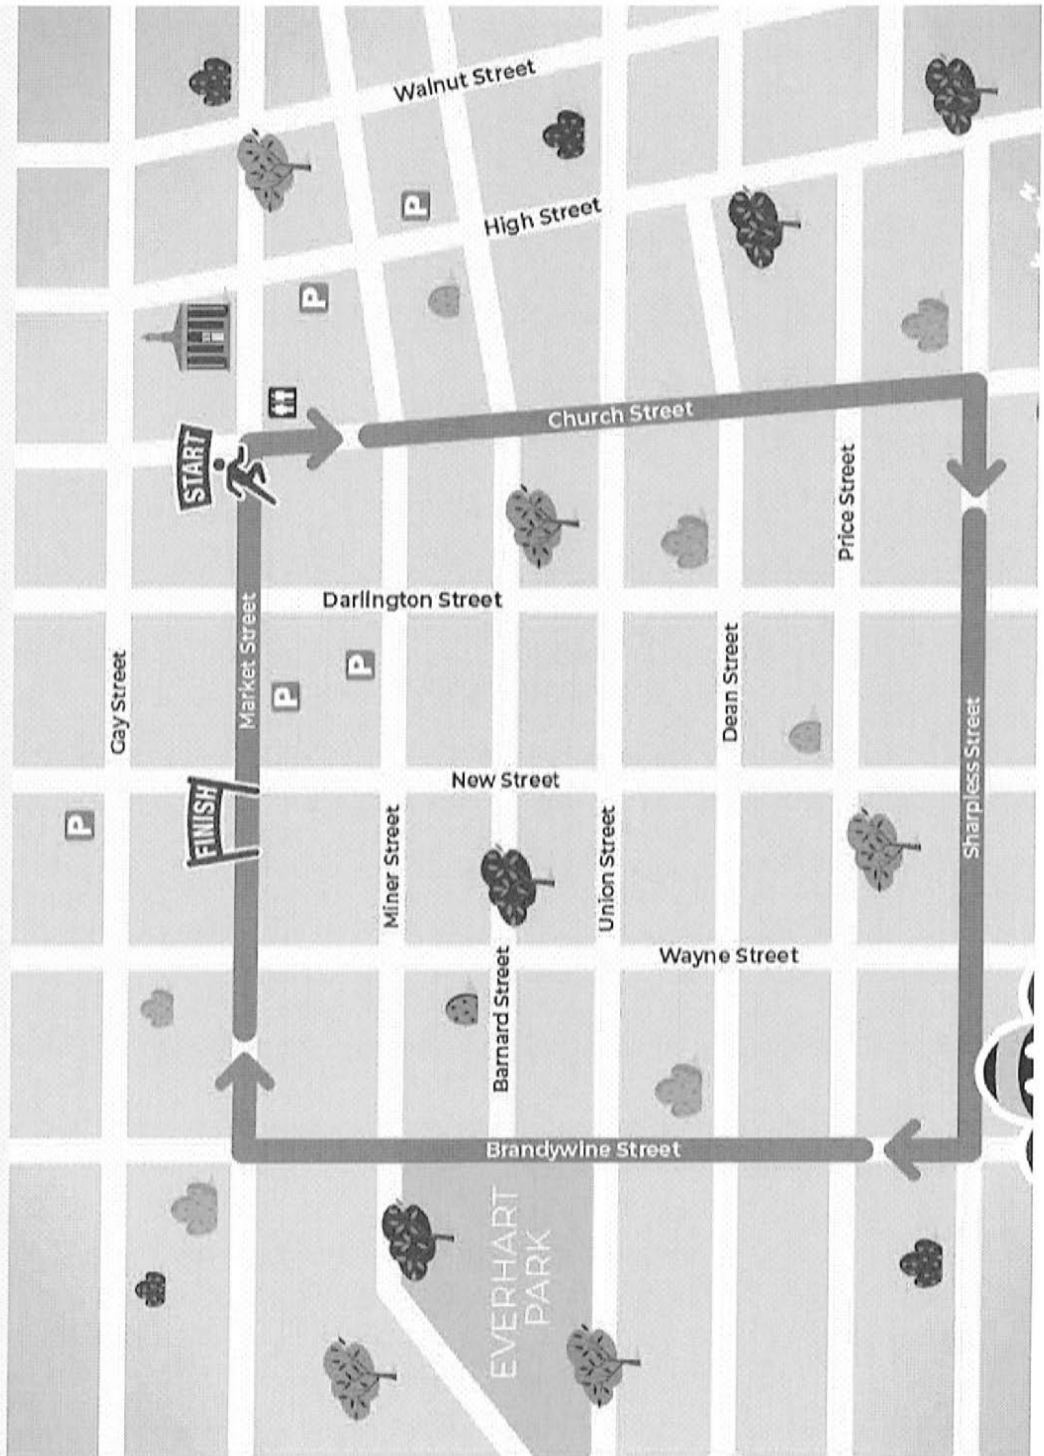 Walnut Street
P
High Street
P
START
Church Street
Price Street
Darlington Street
Market Street
Gay Street
P
P
Dean Street
Sharpless Street
New Street
FINISH
P
Miner Street
Union Street
Wayne Street
Barnard Street
Brandywine Street
EVERHART
PARK